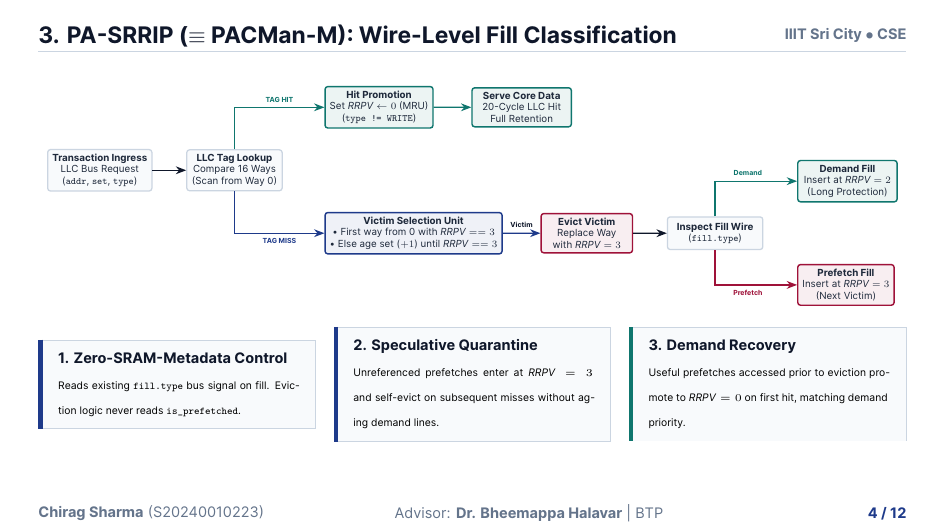 3. PA-SRRIP (≡ PACMan-M): Wire-Level Fill Classification
IIIT Sri City • CSE
TAG HIT
Hit Promotion
Set RRPV ← 0 (MRU)
(type != WRITE)
Serve Core Data
20-Cycle LLC Hit
Full Retention
Transaction Ingress
LLC Bus Request
(addr, set, type)
LLC Tag Lookup
Compare 16 Ways
(Scan from Way 0)
TAG MISS
Victim Selection Unit
• First way from 0 with RRPV == 3
• Else age set (+1) until RRPV == 3
Victim
Evict Victim
Replace Way
with RRPV = 3
Inspect Fill Wire
(fill.type)
Demand
Demand Fill
Insert at RRPV = 2
(Long Protection)
Prefetch
Prefetch Fill
Insert at RRPV = 3
(Next Victim)
1. Zero-SRAM-Metadata Control
Reads existing fill.type bus signal on fill. Evic-
tion logic never reads is_prefetched.
2. Speculative Quarantine
Unreferenced prefetches enter at RRPV = 3
and self-evict on subsequent misses without ag-
ing demand lines.
3. Demand Recovery
Useful prefetches accessed prior to eviction pro-
mote to RRPV = 0 on first hit, matching demand
priority.
Chirag Sharma (S20240010223)
Advisor: Dr. Bheemappa Halavar | BTP
4 / 12